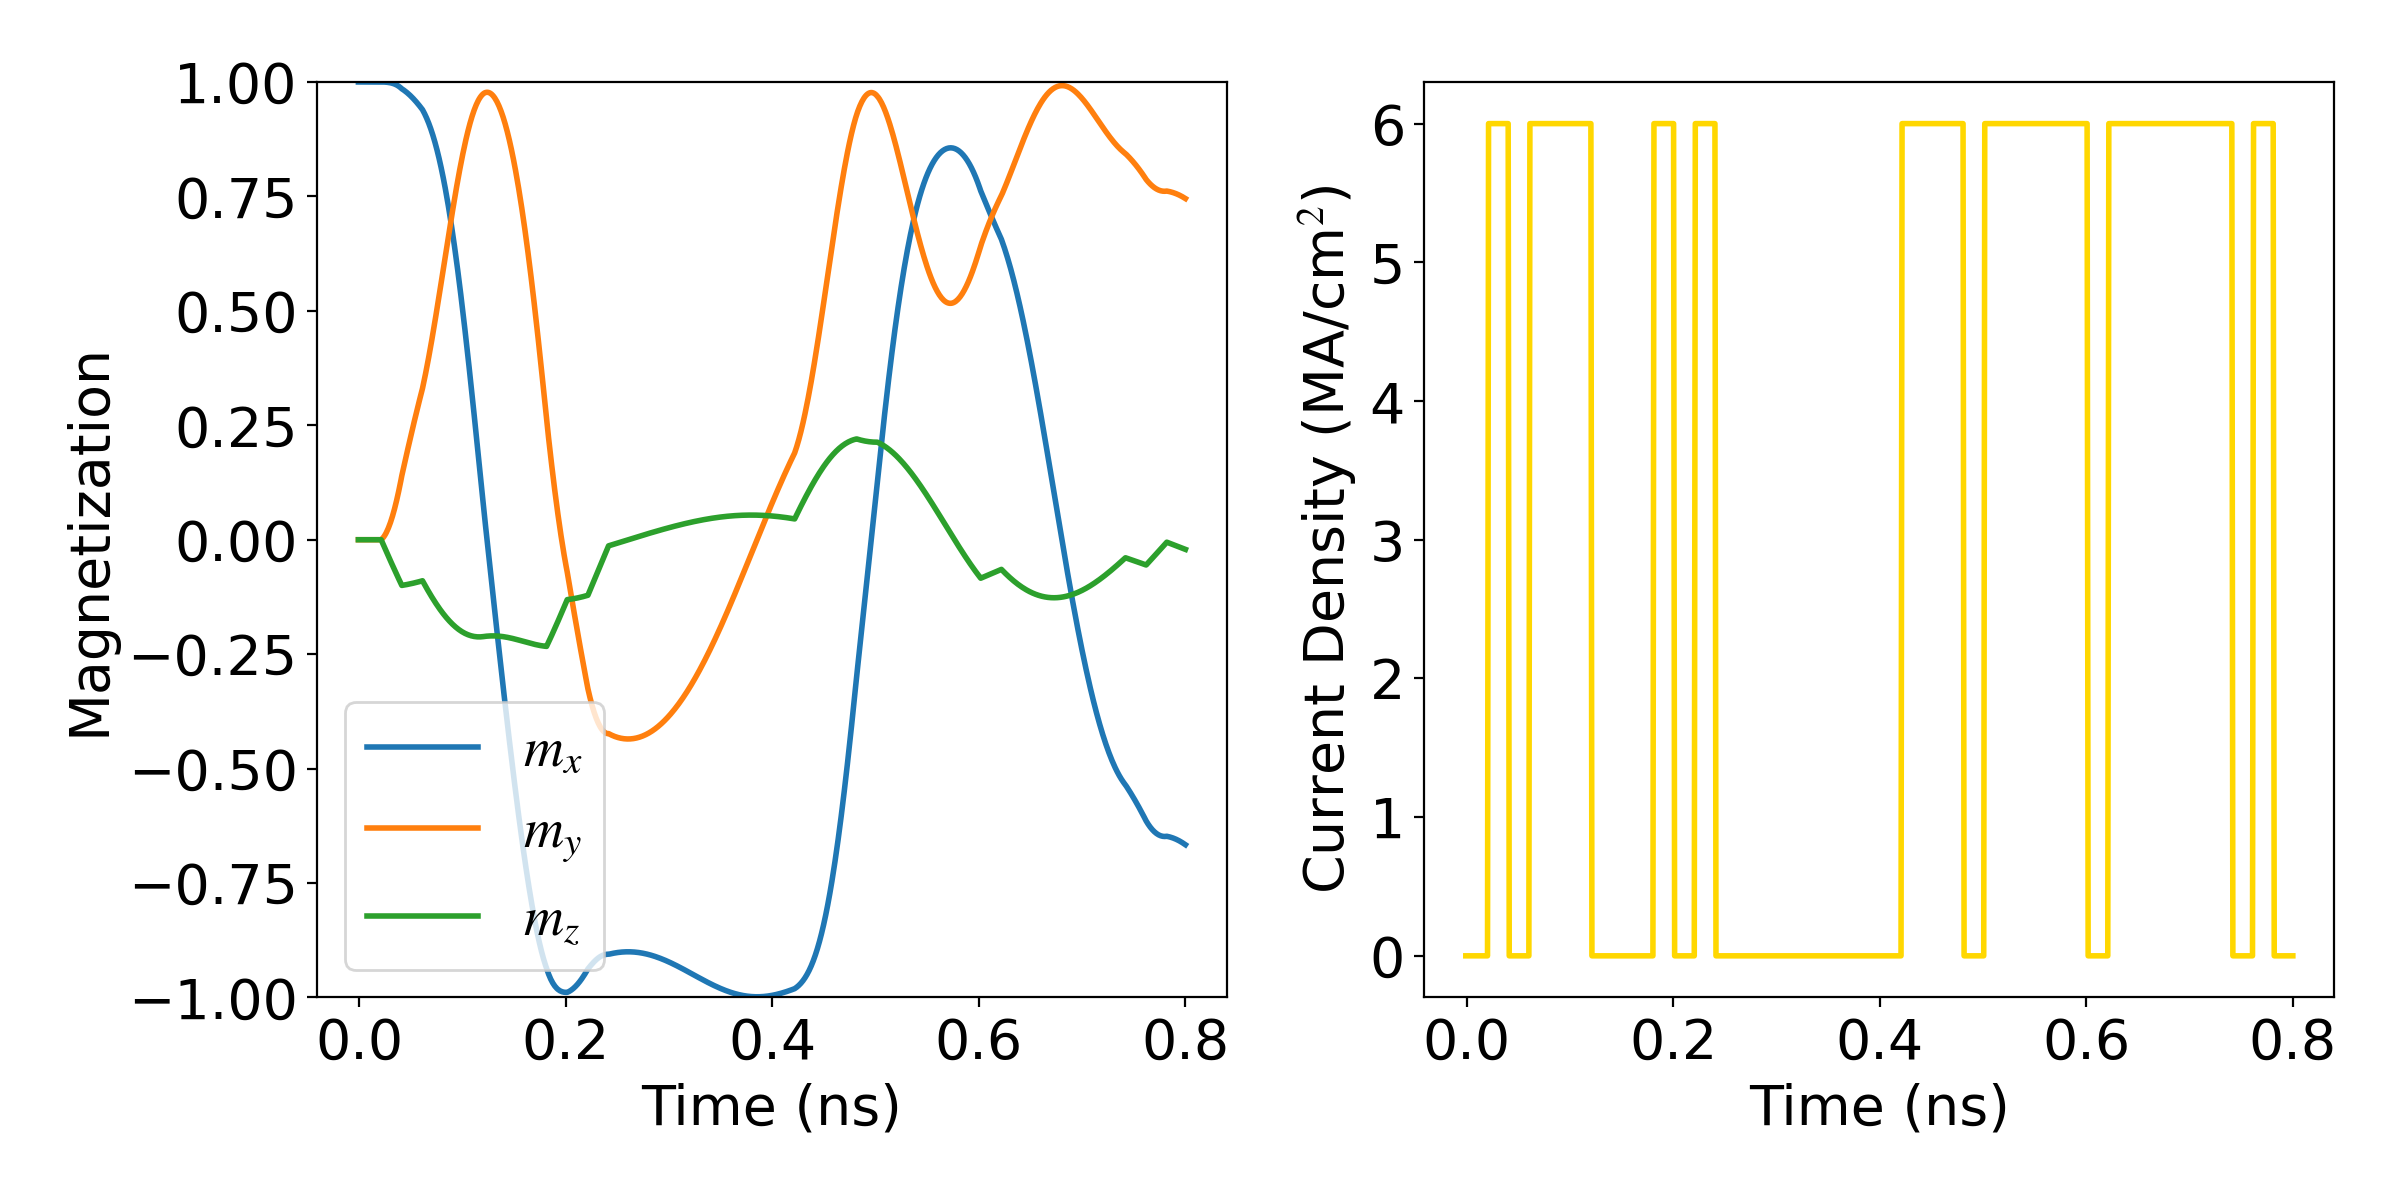 1.00
0.75
0.50
0.25
0.00
−0.25
−0.50
−0.75
−1.00
Magnetization
m_x
m_y
m_z
0.0 0.2 0.4 0.6 0.8
Time (ns)
6
5
4
3
2
1
0
Current Density (MA/cm²)
0.0 0.2 0.4 0.6 0.8
Time (ns)